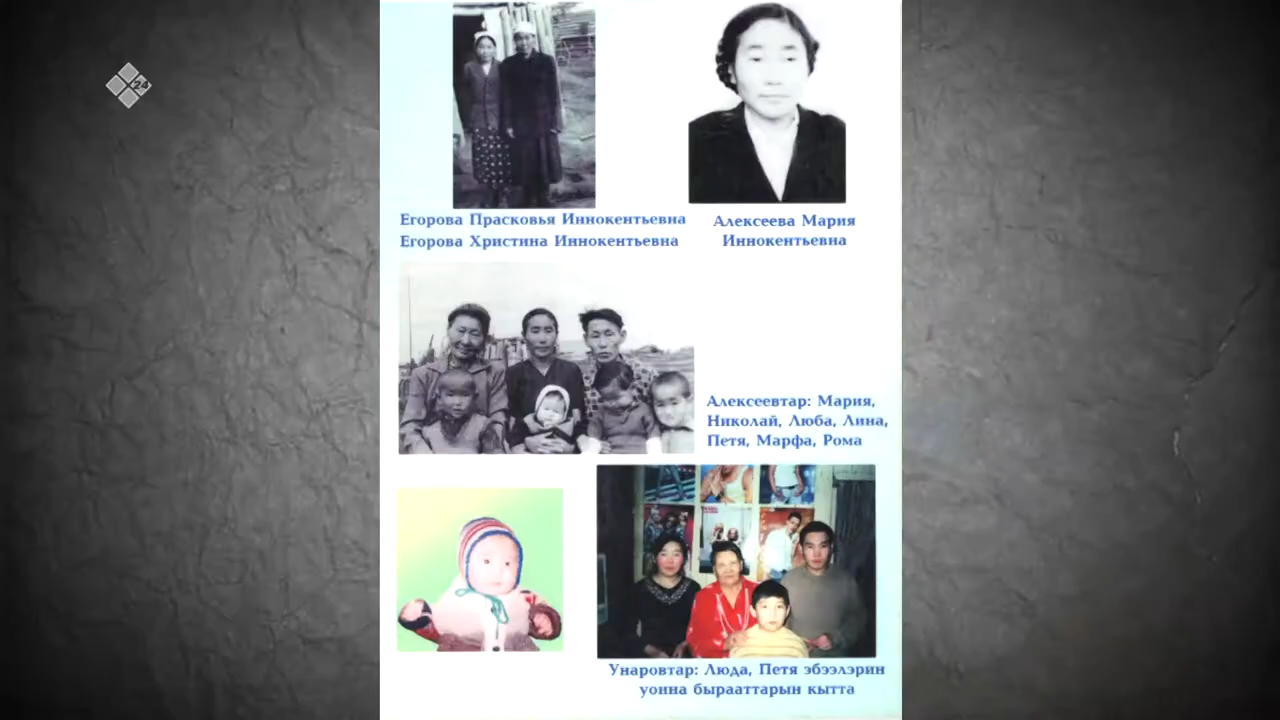 24
Егорова Прасковья Иннокентьевна
Егорова Христина Иннокентьевна
Алексеева Мария
Иннокентьевна
Алексеевтар: Мария,
Николай, Люба, Лина,
Петя, Марфа, Рома
Унаровтар: Люда, Петя эбээлэрин
уонна бырааттарын кытта